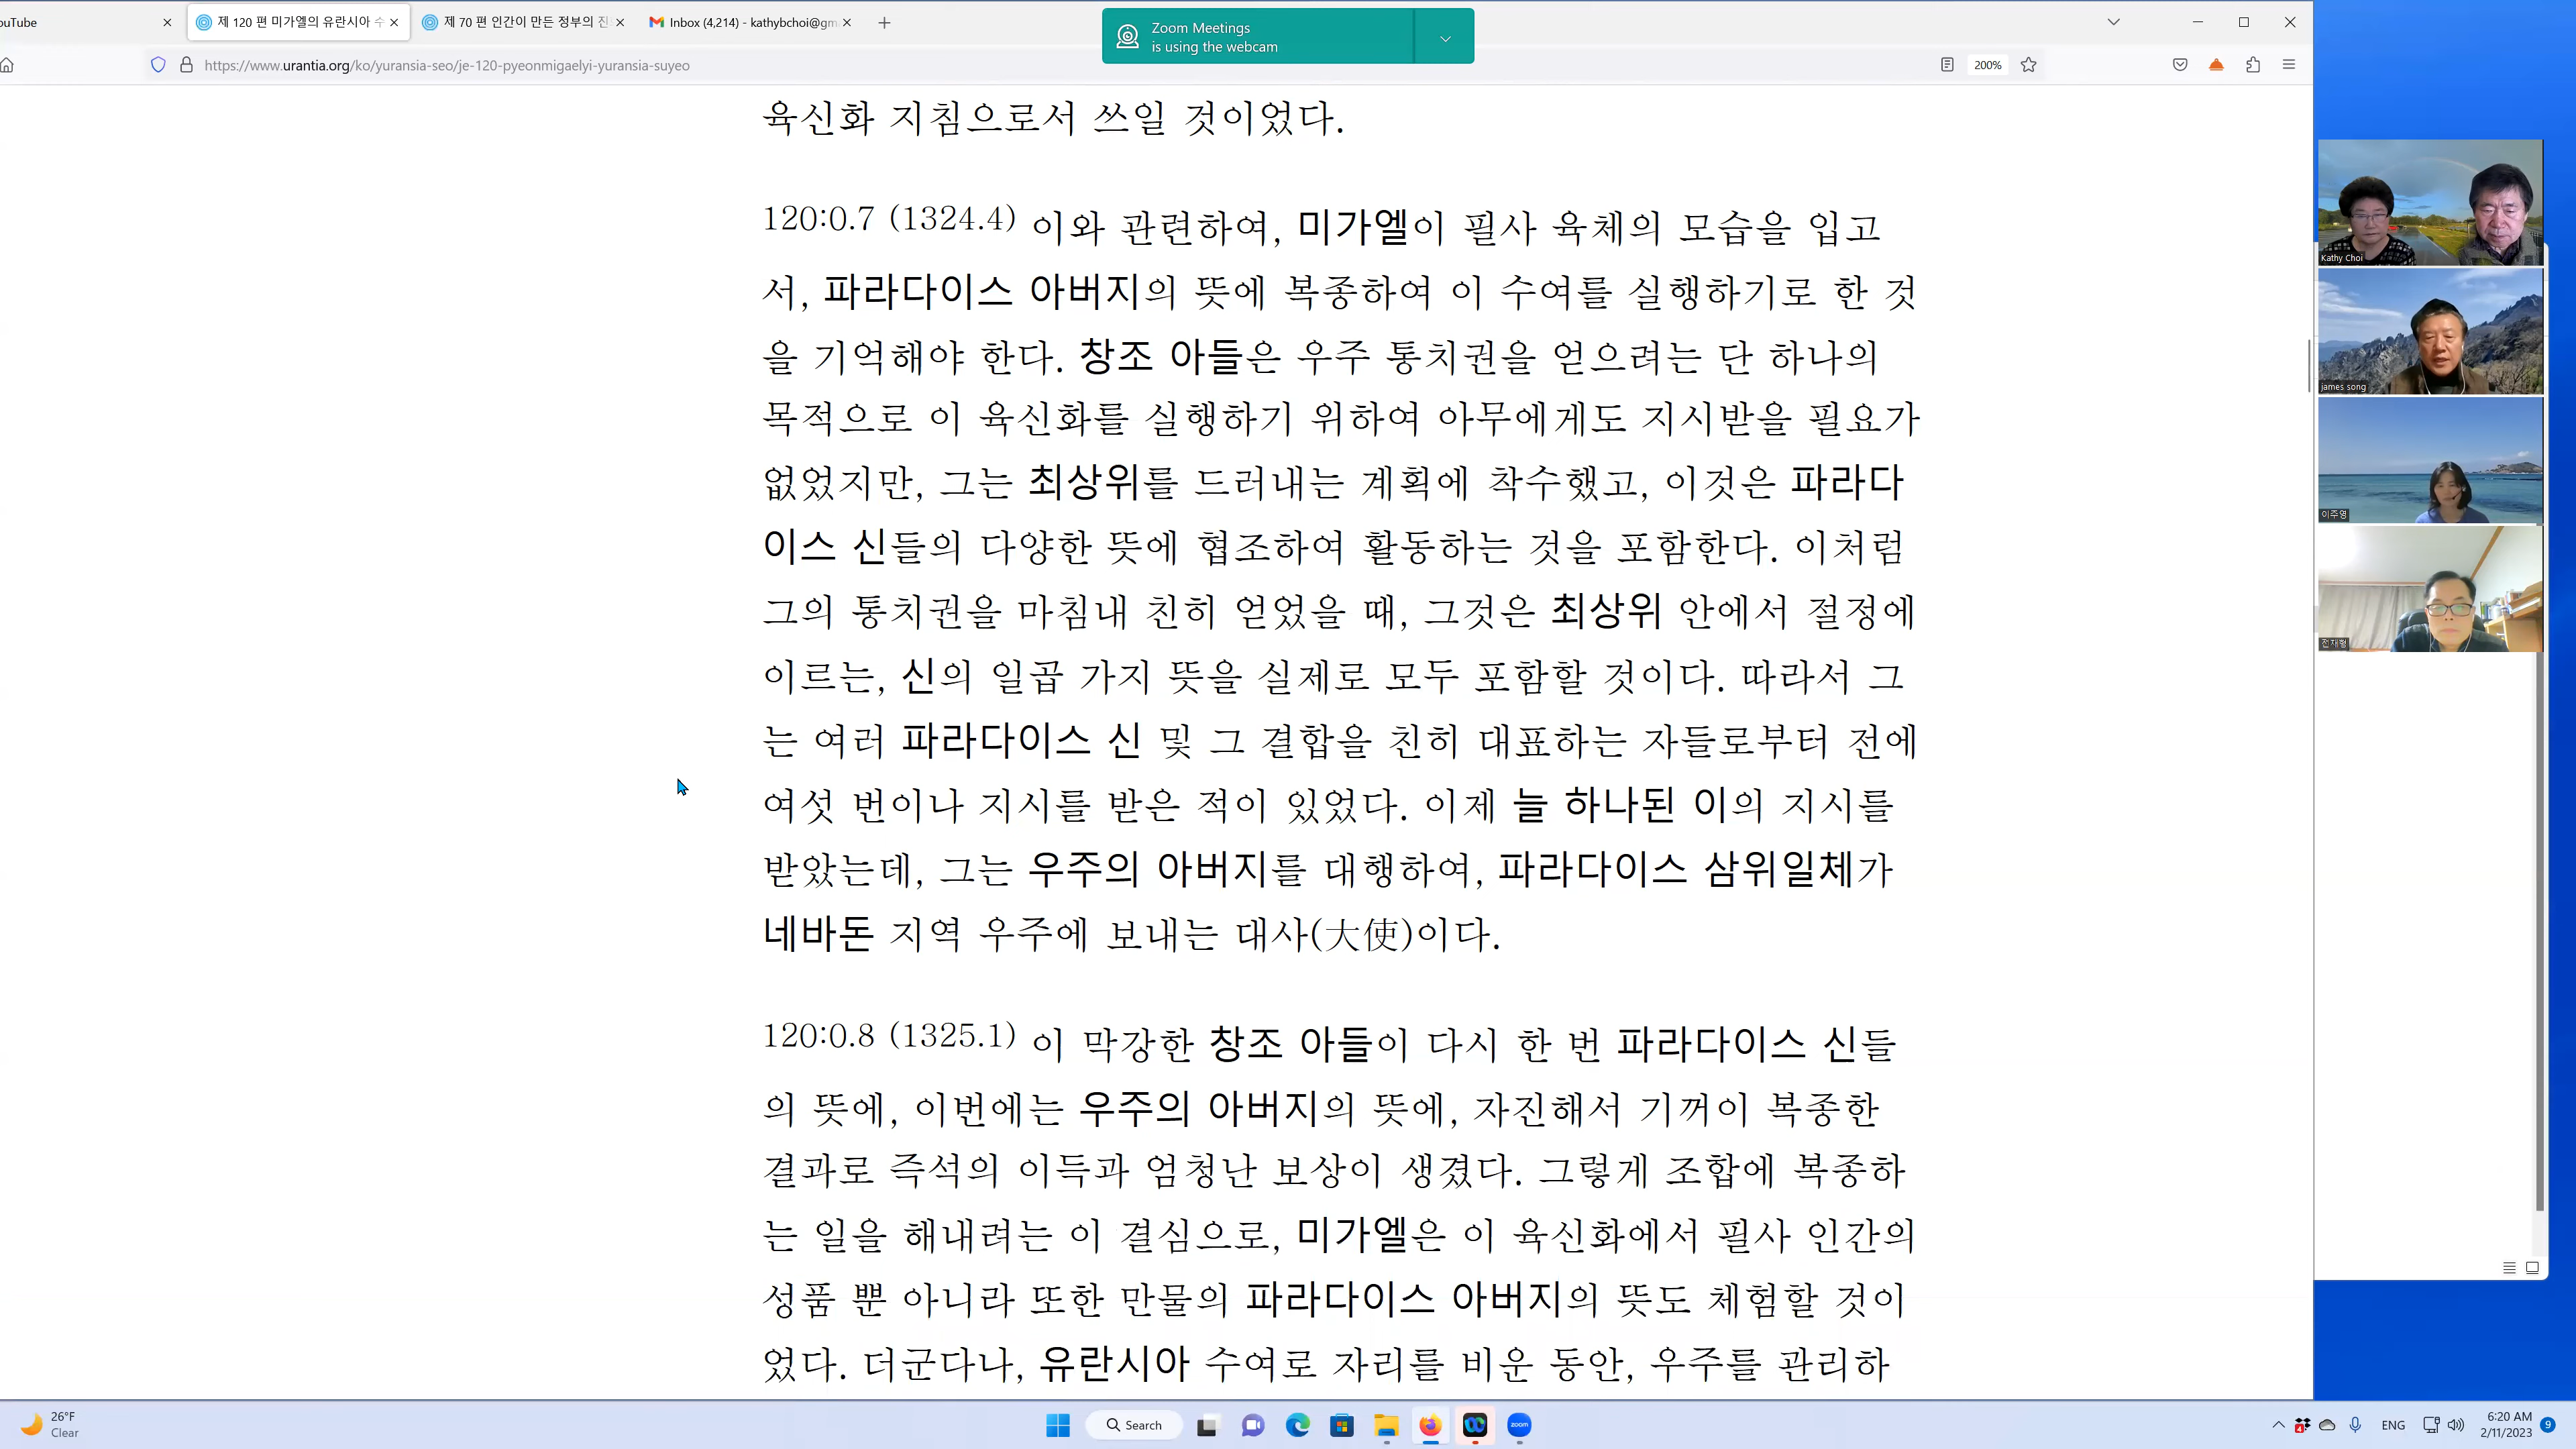 ouTube
제 120 편 미가엘의 유란시아 수
제 70 편 인간이 만든 정부의 진
Inbox (4,214) - kathybchoi@gm
Zoom Meetings
is using the webcam
https://www.urantia.org/ko/yuransia-seo/je-120-pyeonmigaelyi-yuransia-suyeo
200%
육신화 지침으로서 쓰일 것이었다.
120:0.7 (1324.4) 이와 관련하여, 미가엘이 필사 육체의 모습을 입고
서, 파라다이스 아버지의 뜻에 복종하여 이 수여를 실행하기로 한 것
을 기억해야 한다. 창조 아들은 우주 통치권을 얻으려는 단 하나의
목적으로 이 육신화를 실행하기 위하여 아무에게도 지시받을 필요가
없었지만, 그는 최상위를 드러내는 계획에 착수했고, 이것은 파라다
이스 신들의 다양한 뜻에 협조하여 활동하는 것을 포함한다. 이처럼
그의 통치권을 마침내 친히 얻었을 때, 그것은 최상위 안에서 절정에
이르는, 신의 일곱 가지 뜻을 실제로 모두 포함할 것이다. 따라서 그
는 여러 파라다이스 신 및 그 결합을 친히 대표하는 자들로부터 전에
여섯 번이나 지시를 받은 적이 있었다. 이제 늘 하나된 이의 지시를
받았는데, 그는 우주의 아버지를 대행하여, 파라다이스 삼위일체가
네바돈 지역 우주에 보내는 대사(大使)이다.
120:0.8 (1325.1) 이 막강한 창조 아들이 다시 한 번 파라다이스 신들
의 뜻에, 이번에는 우주의 아버지의 뜻에, 자진해서 기꺼이 복종한
결과로 즉석의 이득과 엄청난 보상이 생겼다. 그렇게 조합에 복종하
는 일을 해내려는 이 결심으로, 미가엘은 이 육신화에서 필사 인간의
성품 뿐 아니라 또한 만물의 파라다이스 아버지의 뜻도 체험할 것이
었다. 더군다나, 유란시아 수여로 자리를 비운 동안, 우주를 관리하
Kathy Choi
james song
이주영
전재형
26°F
Clear
Search
zoom
ENG
6:20 AM
2/11/2023
9